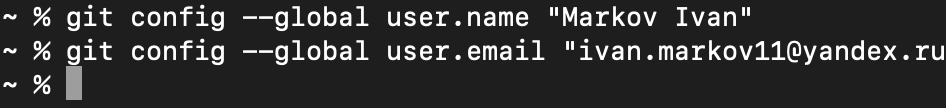 ~ % git config --global user.name "Markov Ivan"
~ % git config --global user.email "ivan.markov11@yandex.ru
~ %